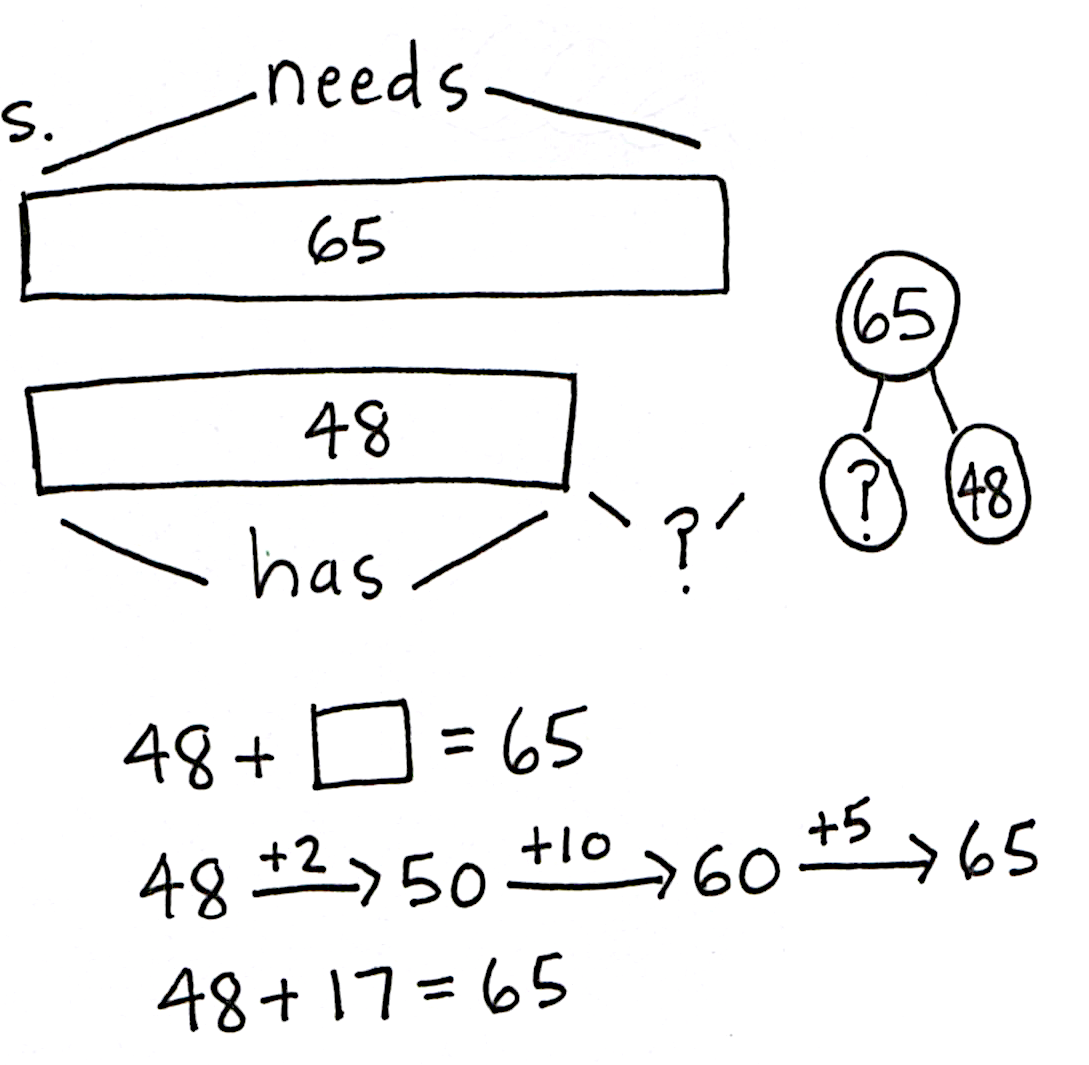 needs
s.
65
65
48
? 48
has ?
48 + □ = 65
48 +2→ 50 +10→ 60 +5→ 65
48 + 17 = 65